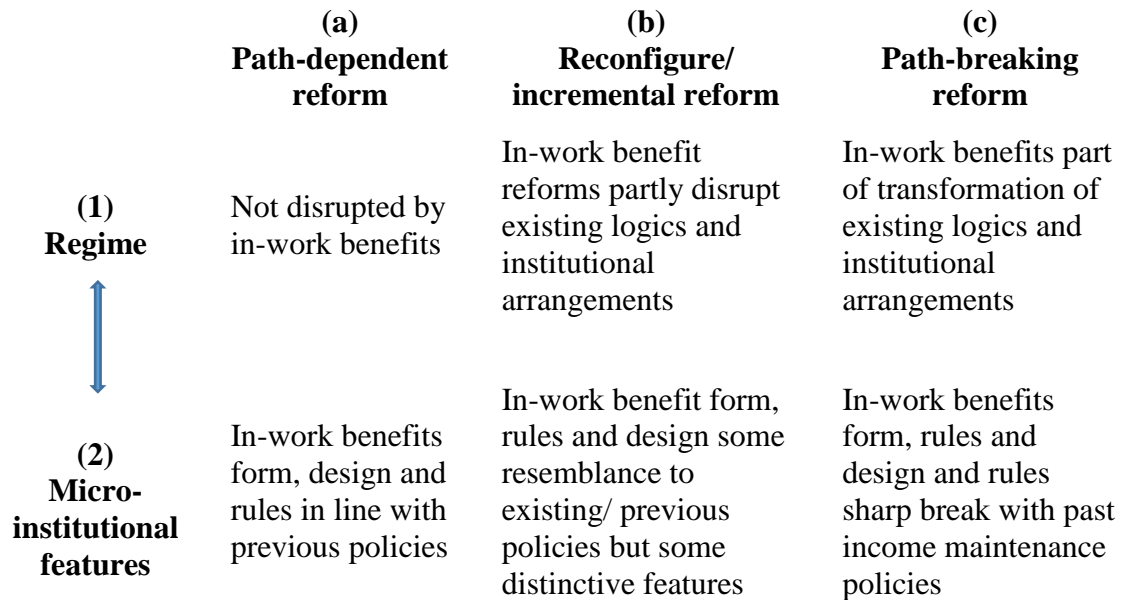 (a)
Path-dependent
reform
(b)
Reconfigure/
incremental reform
(c)
Path-breaking
reform
(1)
Regime
Not disrupted by
in-work benefits
In-work benefit
reforms partly disrupt
existing logics and
institutional
arrangements
In-work benefits part
of transformation of
existing logics and
institutional
arrangements
(2)
Micro-
institutional
features
In-work benefits
form, design and
rules in line with
previous policies
In-work benefit form,
rules and design some
resemblance to
existing/ previous
policies but some
distinctive features
In-work benefits
form, rules and
design and rules
sharp break with past
income maintenance
policies